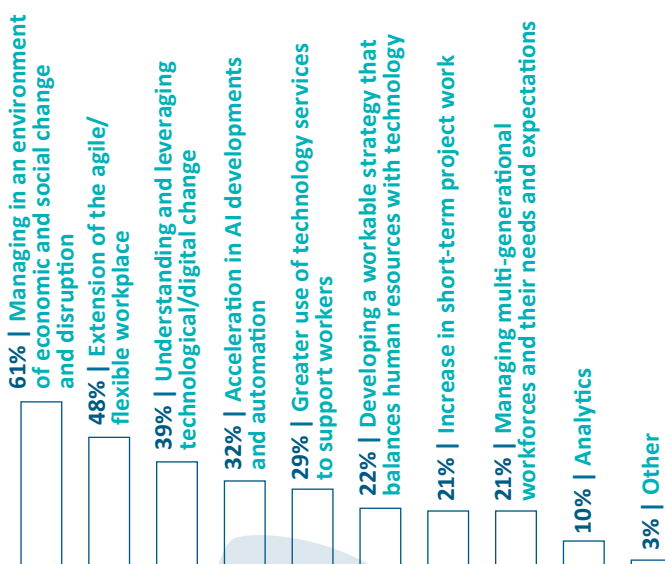 61% | Managing in an environment
of economic and social change
and disruption
48% | Extension of the agile/
flexible workplace
39% | Understanding and leveraging
technological/digital change
32% | Acceleration in AI developments
and automation
29% | Greater use of technology services
to support workers
22% | Developing a workable strategy that
balances human resources with technology
21% | Increase in short-term project work
21% | Managing multi-generational
workforces and their needs and expectations
10% | Analytics
3% | Other